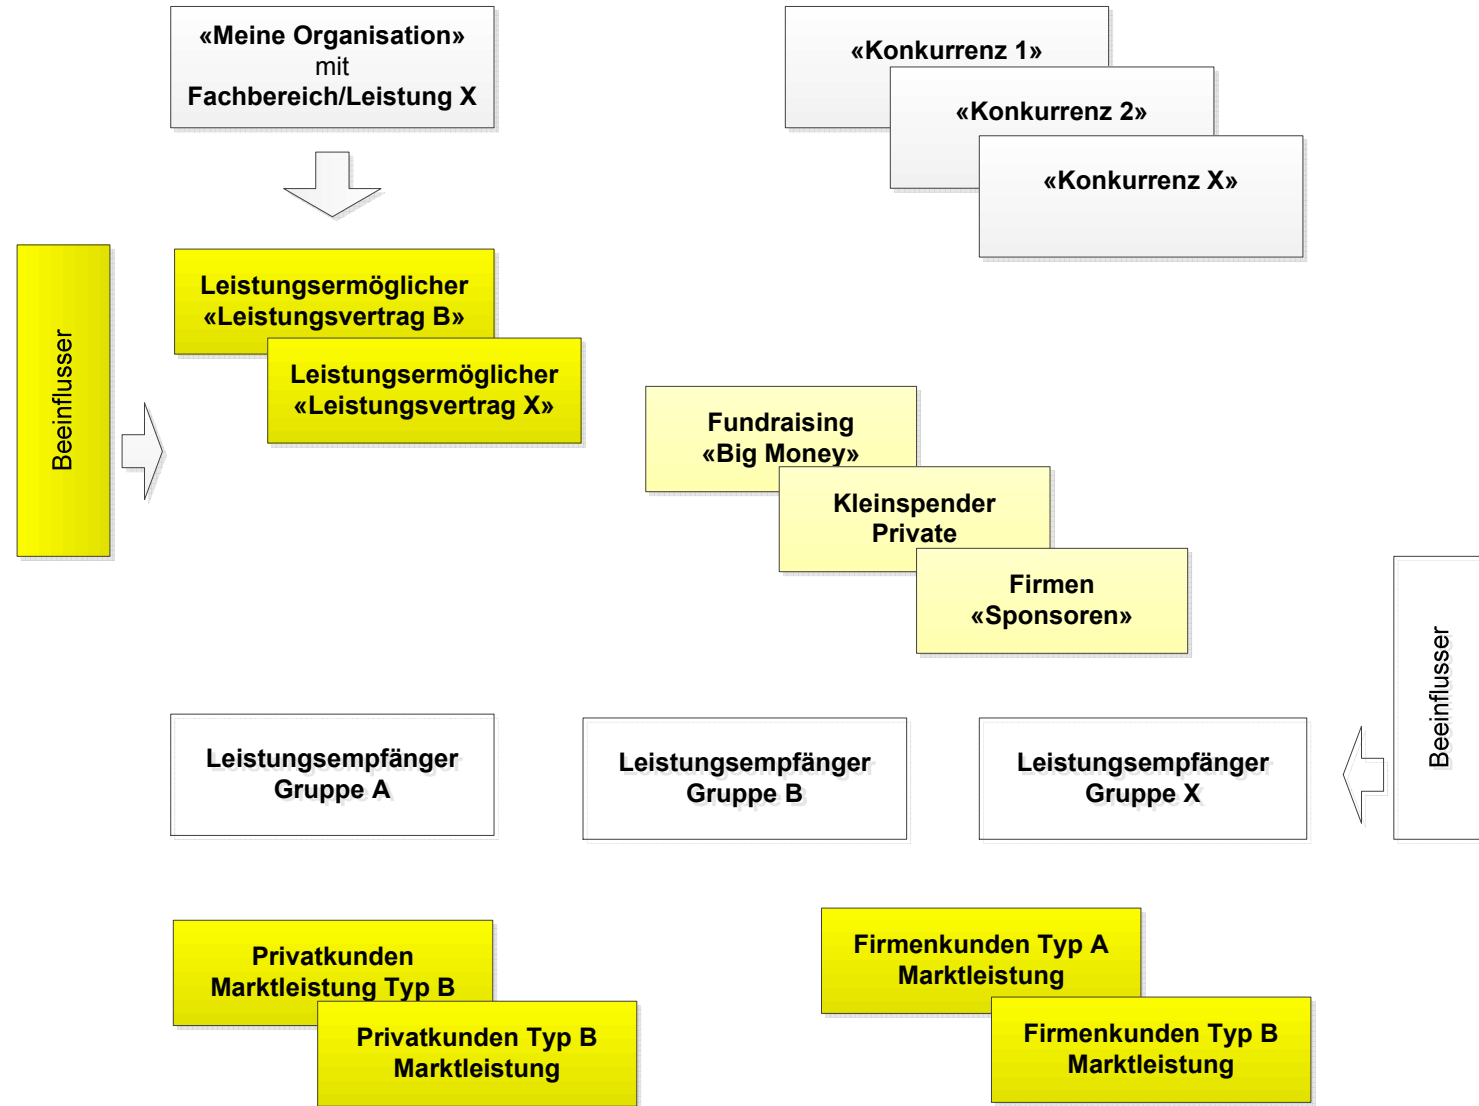 «Meine Organisation»
mit
Fachbereich/Leistung X
«Konkurrenz 1»
«Konkurrenz 2»
«Konkurrenz X»
Beeinflusser
Leistungsermöglicher
«Leistungsvertrag B»
Leistungsermöglicher
«Leistungsvertrag X»
Fundraising
«Big Money»
Kleinspender
Private
Firmen
«Sponsoren»
Beeinflusser
Leistungsempfänger
Gruppe A
Leistungsempfänger
Gruppe B
Leistungsempfänger
Gruppe X
Privatkunden
Marktleistung Typ B
Privatkunden Typ B
Marktleistung
Firmenkunden Typ A
Marktleistung
Firmenkunden Typ B
Marktleistung